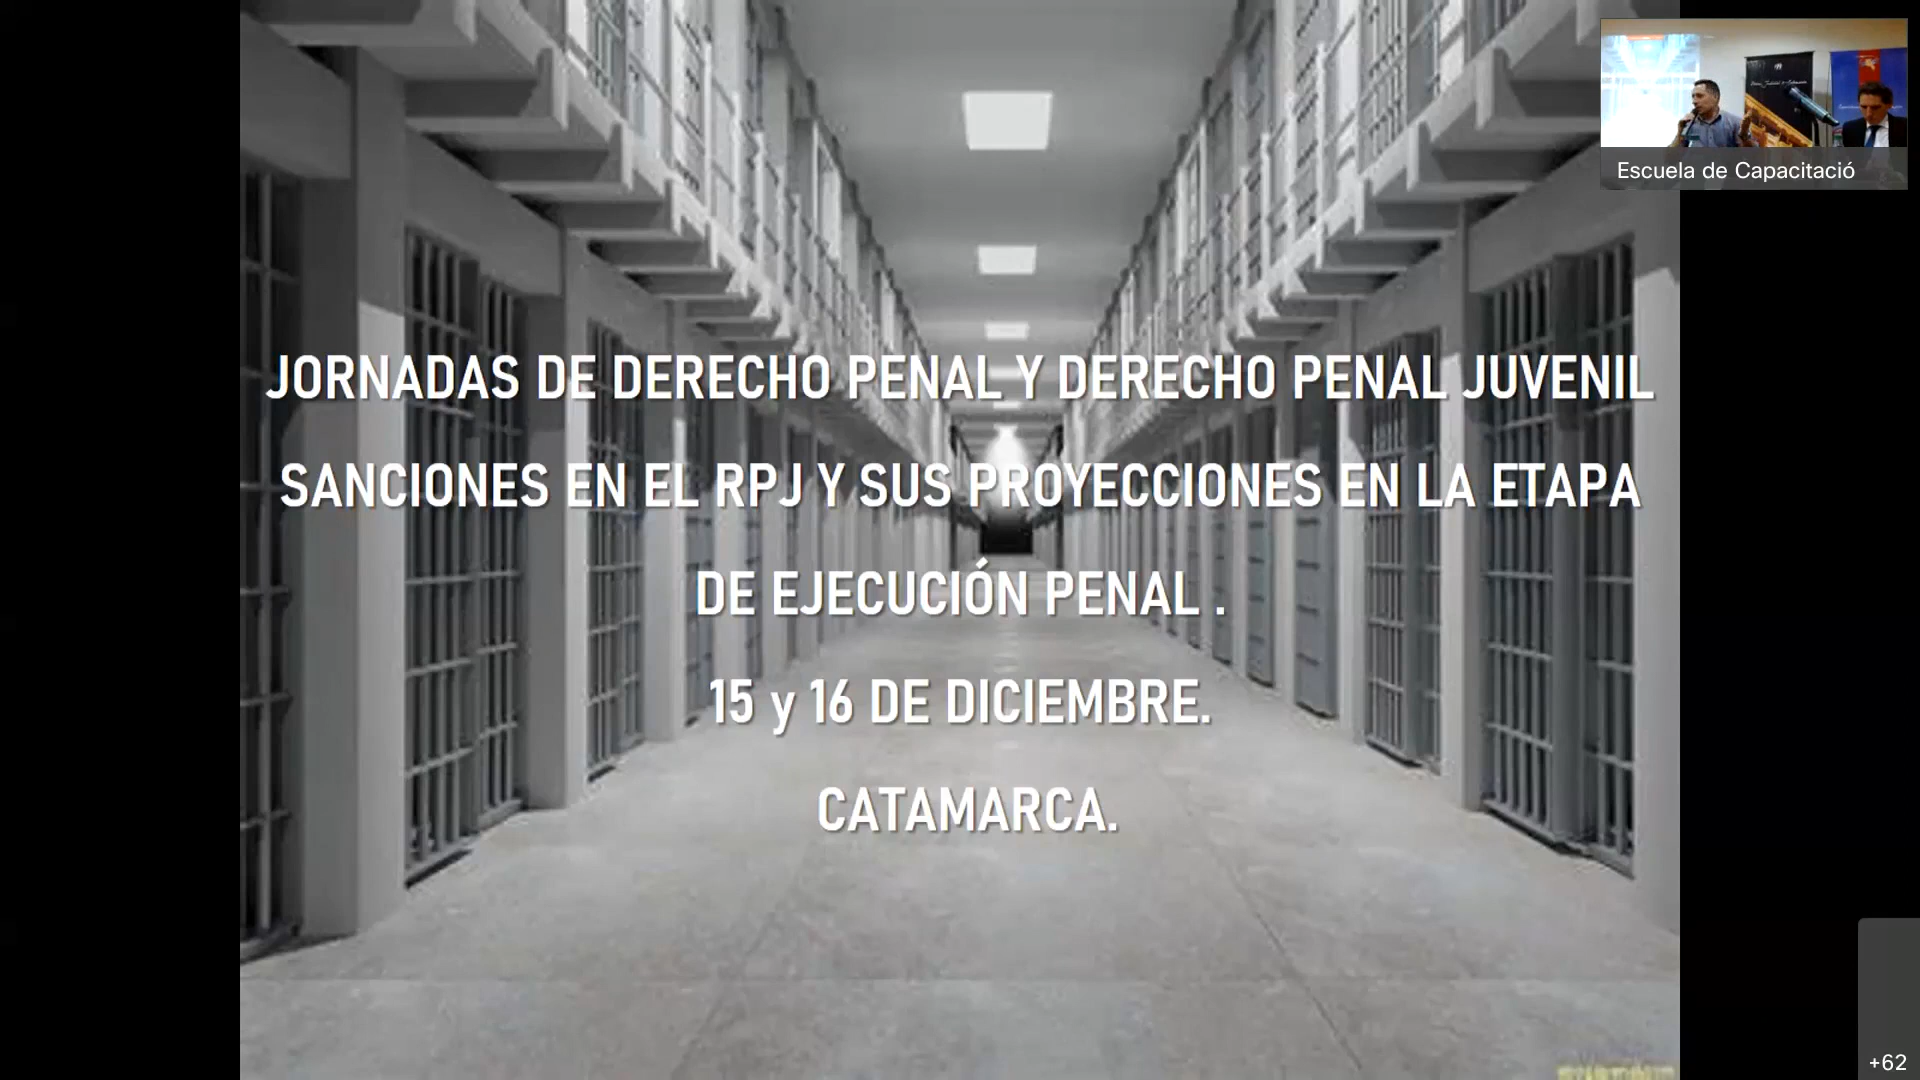 JORNADAS DE DERECHO PENAL Y DERECHO PENAL JUVENIL
SANCIONES EN EL RPJ Y SUS PROYECCIONES EN LA ETAPA
DE EJECUCIÓN PENAL .
15 y 16 DE DICIEMBRE.
CATAMARCA.
Escuela de Capacitació
+62